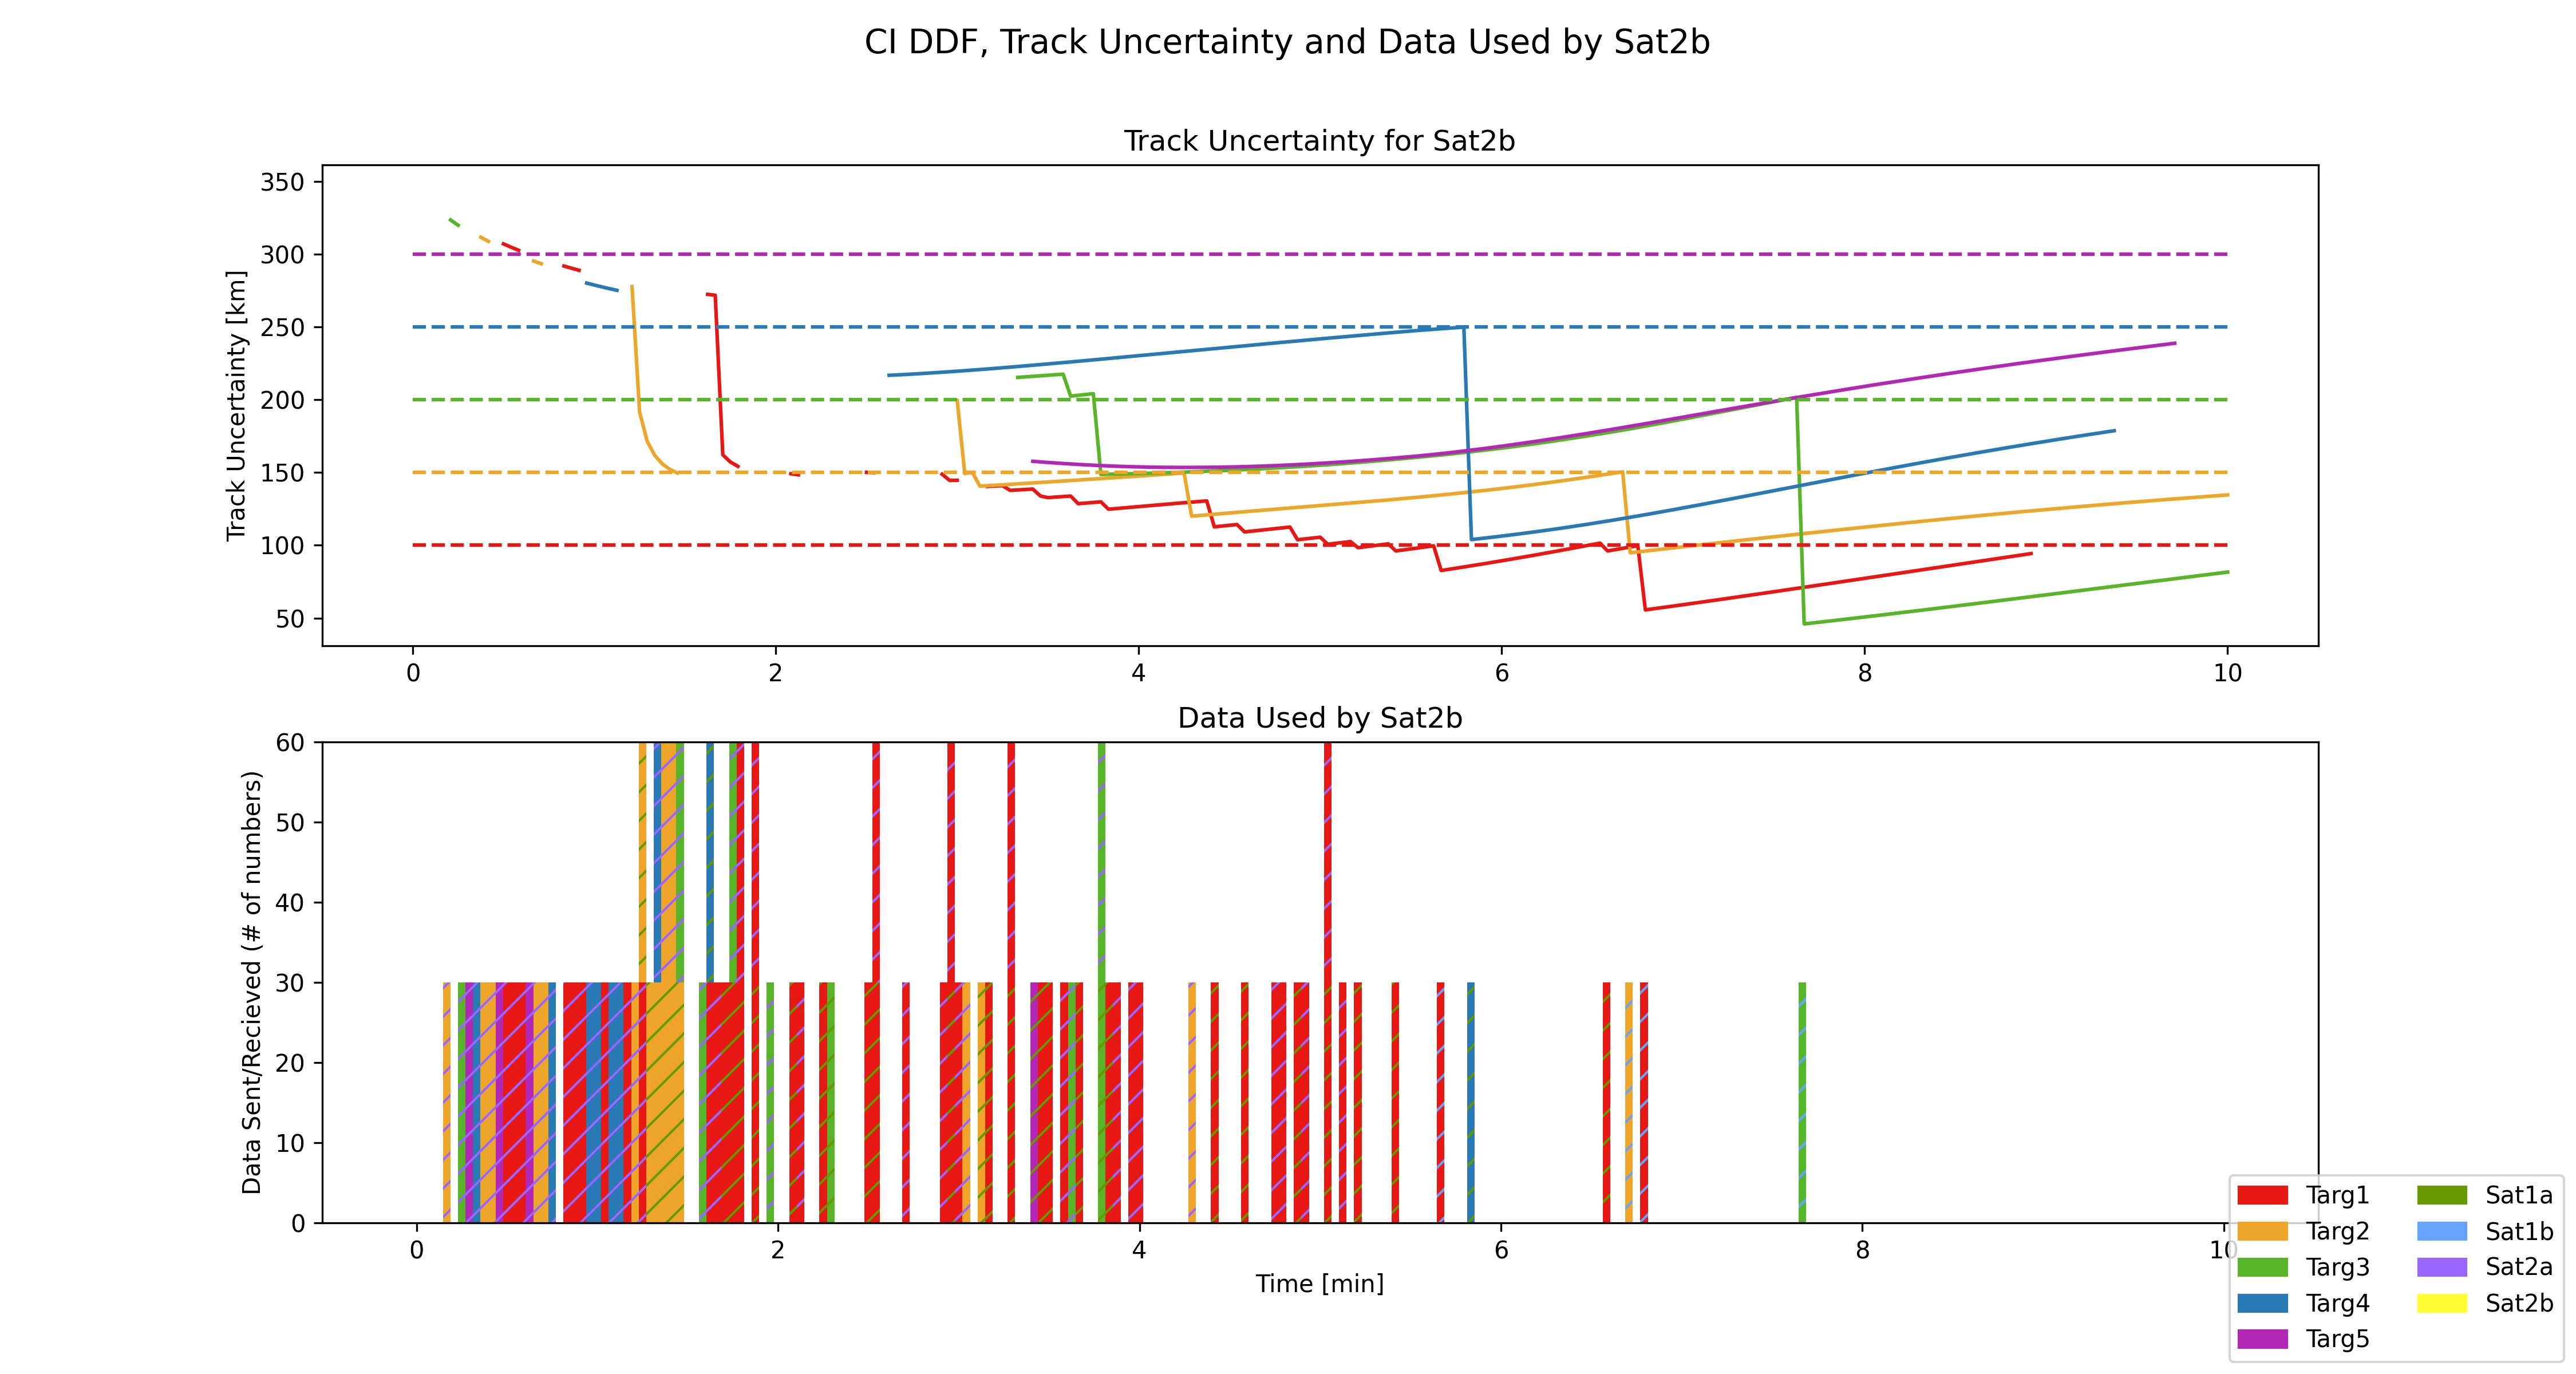 CI DDF, Track Uncertainty and Data Used by Sat2b
Track Uncertainty for Sat2b
Track Uncertainty [km]
350
300
250
200
150
100
50
0 2 4 6 8 10
Data Used by Sat2b
Data Sent/Recieved (# of numbers)
60
50
40
30
20
10
0
0 2 4 6 8 10
Time [min]
Targ1 Sat1a
Targ2 Sat1b
Targ3 Sat2a
Targ4 Sat2b
Targ5